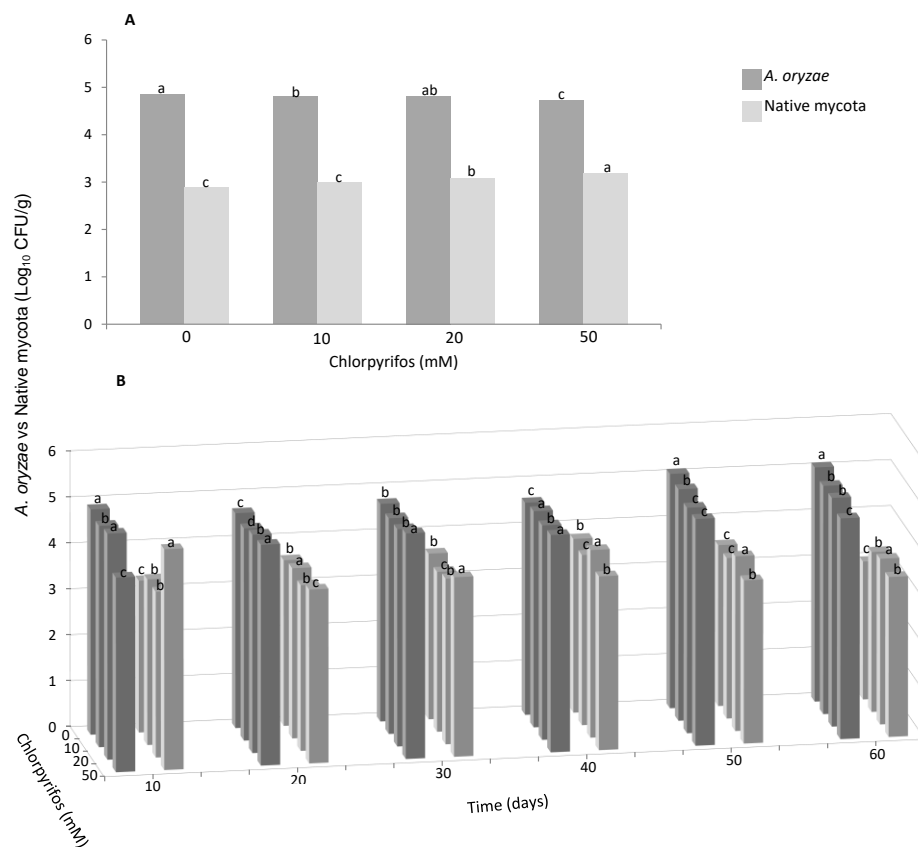 A
6
5
4
3
2
1
0
a
b
ab
c
c
c
b
a
0
10
20
50
Chlorpyrifos (mM)
A. oryzae
Native mycota
A. oryzae vs Native mycota (Log₁₀ CFU/g)
B
6
5
4
3
2
1
0
a
b
a
c
c
b
b
a
c
d
b
a
b
a
b
c
b
b
b
a
b
c
b
a
c
a
b
a
b
c
a
b
a
b
c
c
c
c
a
b
a
b
b
c
c
b
a
b
0
10
20
50
Chlorpyrifos (mM)
10
20
30
40
50
60
Time (days)